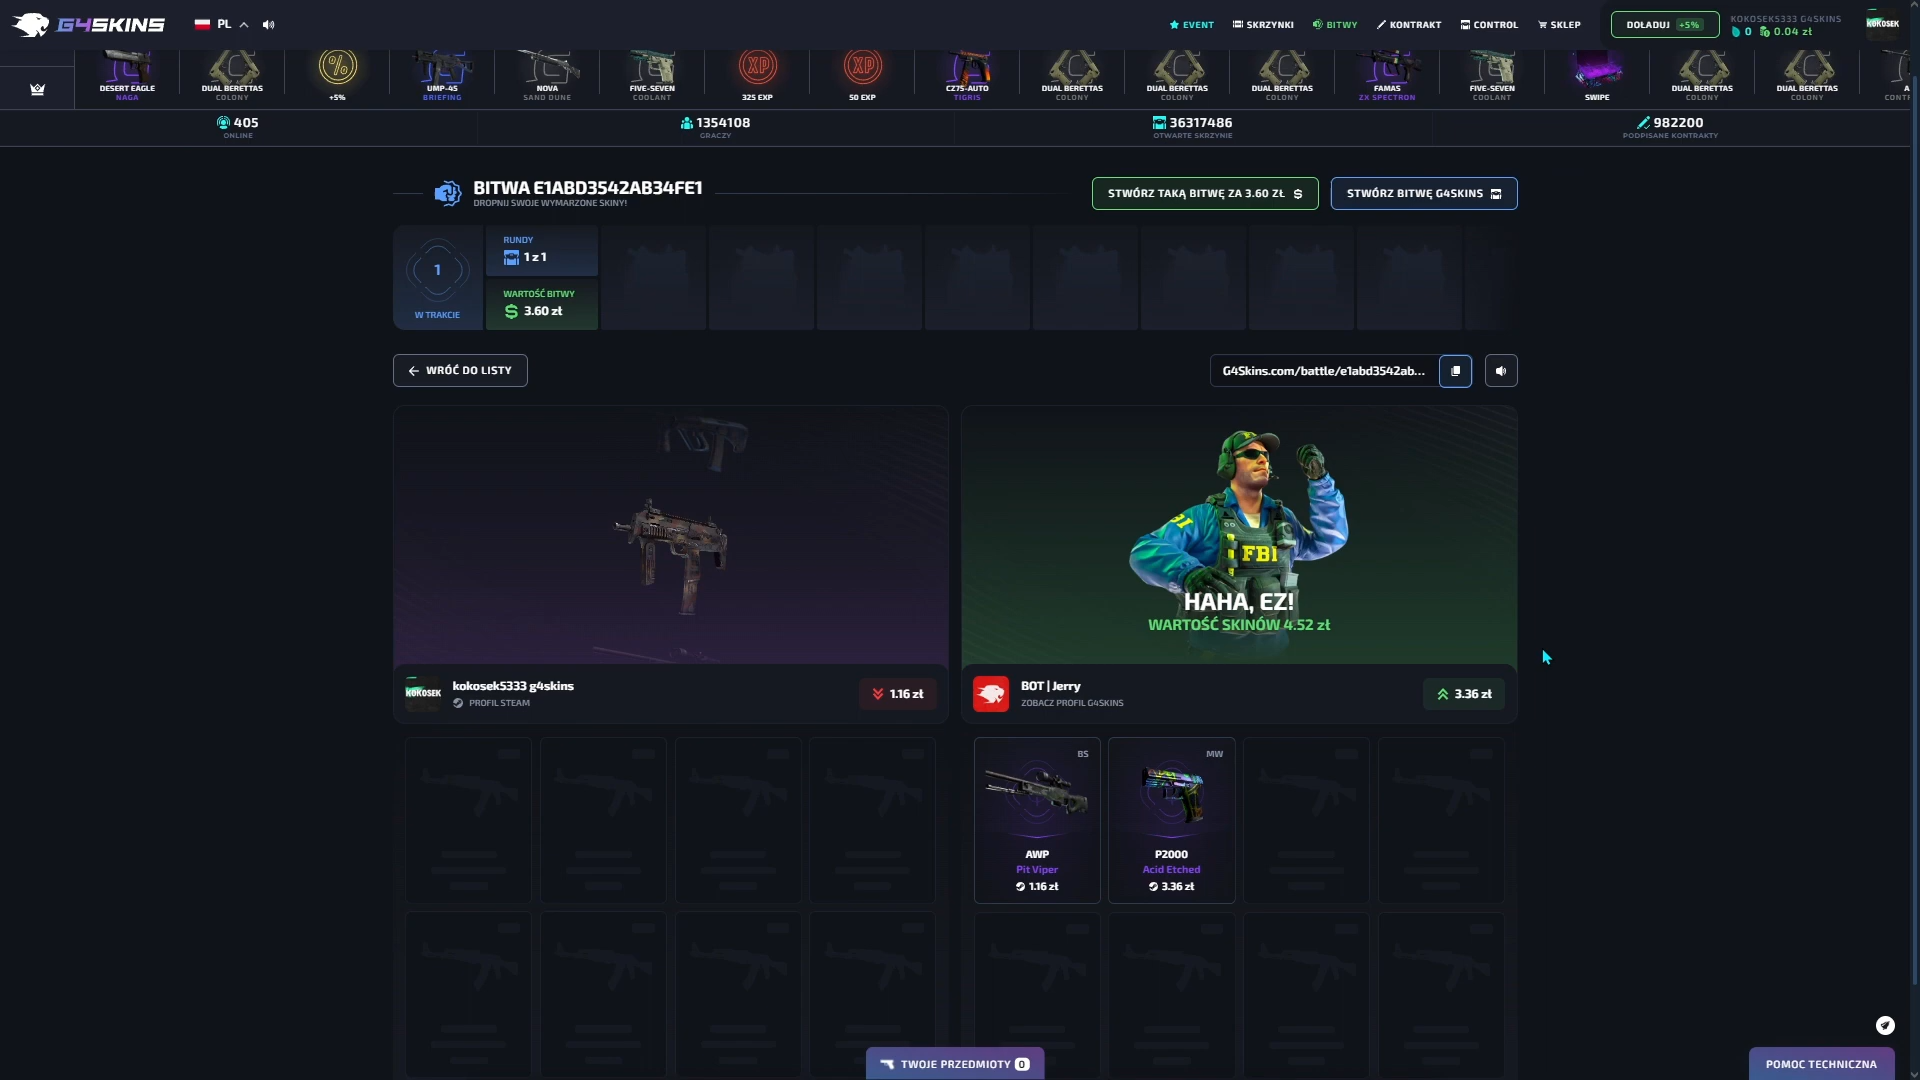 G4SKINS
PL
EVENT
SKRZYNKI
BITWY
KONTRAKT
CONTROL
SKLEP
DOŁADUJ +5%
KOKOSEK5333 G4SKINS
0 0.04 zł
KOKOSEK
DESERT EAGLE
NAGA
DUAL BERETTAS
COLONY
%
+5%
UMP-45
BRIEFING
NOVA
SAND DUNE
FIVE-SEVEN
COOLANT
XP
325 EXP
XP
50 EXP
CZ75-AUTO
TIGRIS
DUAL BERETTAS
COLONY
DUAL BERETTAS
COLONY
DUAL BERETTAS
COLONY
FAMAS
ZX SPECTRON
FIVE-SEVEN
COOLANT
SWIPE
DUAL BERETTAS
COLONY
DUAL BERETTAS
COLONY
405
ONLINE
1354108
GRACZY
36317486
OTWARTE SKRZYNIE
982200
PODPISANE KONTRAKTY
BITWA E1ABD3542AB34FE1
DROPNIJ SWOJE WYMARZONE SKINY!
STWÓRZ TAKĄ BITWĘ ZA 3.60 ZŁ $
STWÓRZ BITWĘ G4SKINS
1
W TRAKCIE
RUNDY
1 z 1
WARTOŚĆ BITWY
$ 3.60 zł
WRÓĆ DO LISTY
G4Skins.com/battle/e1abd3542ab...
FBI
HAHA, EZ!
WARTOŚĆ SKINÓW 4.52 zł
KOKOSEK
kokosek5333 g4skins
PROFIL STEAM
1.16 zł
BOT | Jerry
ZOBACZ PROFIL G4SKINS
3.36 zł
BS
AWP
Pit Viper
1.16 zł
MW
P2000
Acid Etched
3.36 zł
TWOJE PRZEDMIOTY 0
POMOC TECHNICZNA